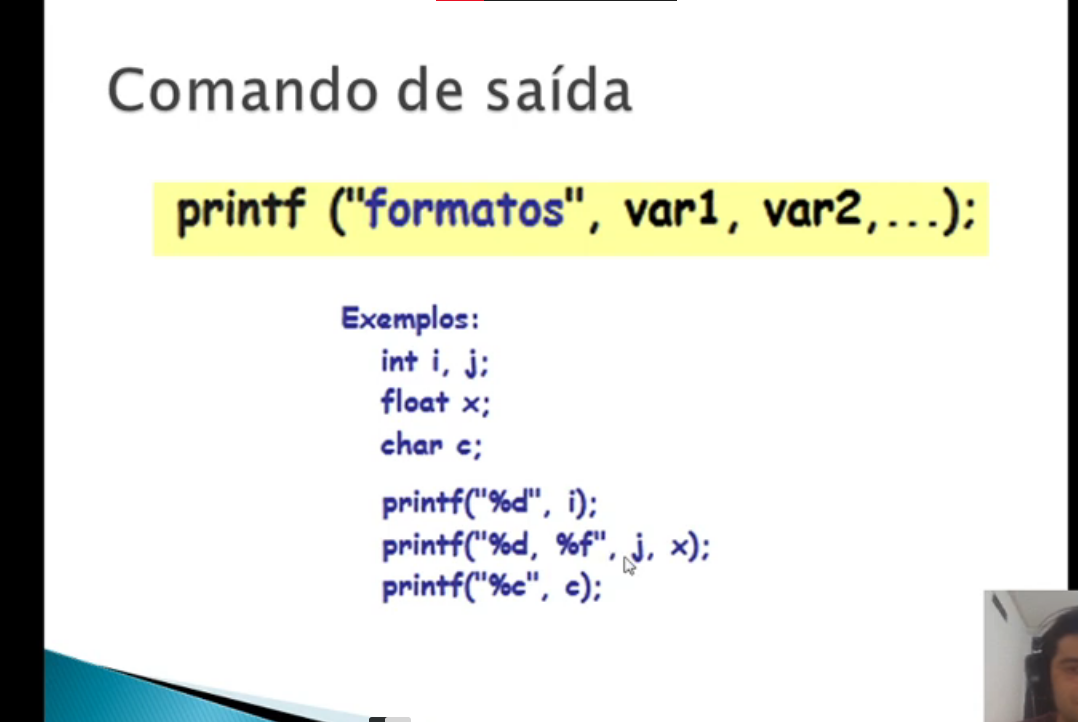 Comando de saída
printf ("formatos", var1, var2,...);
Exemplos:
int i, j;
float x;
char c;
printf("%d", i);
printf("%d, %f", j, x);
printf("%c", c);